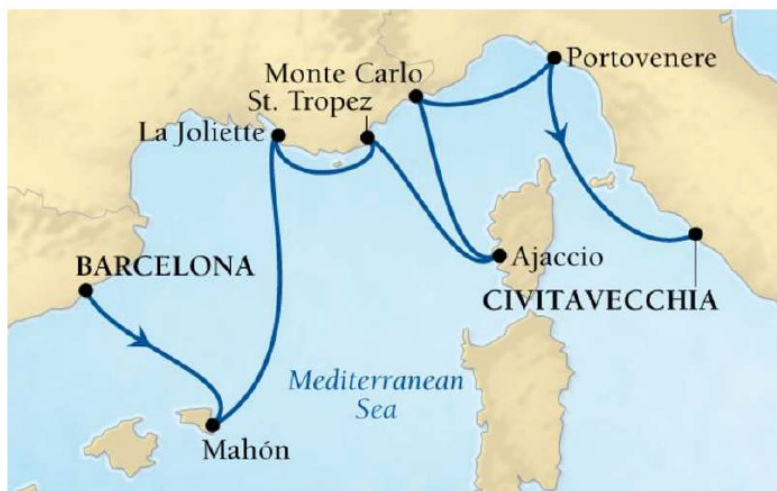 Portovenere
Monte Carlo
St. Tropez
La Joliette
BARCELONA
Ajaccio
CIVITAVECCHIA
Mediterranean
Sea
Mahón